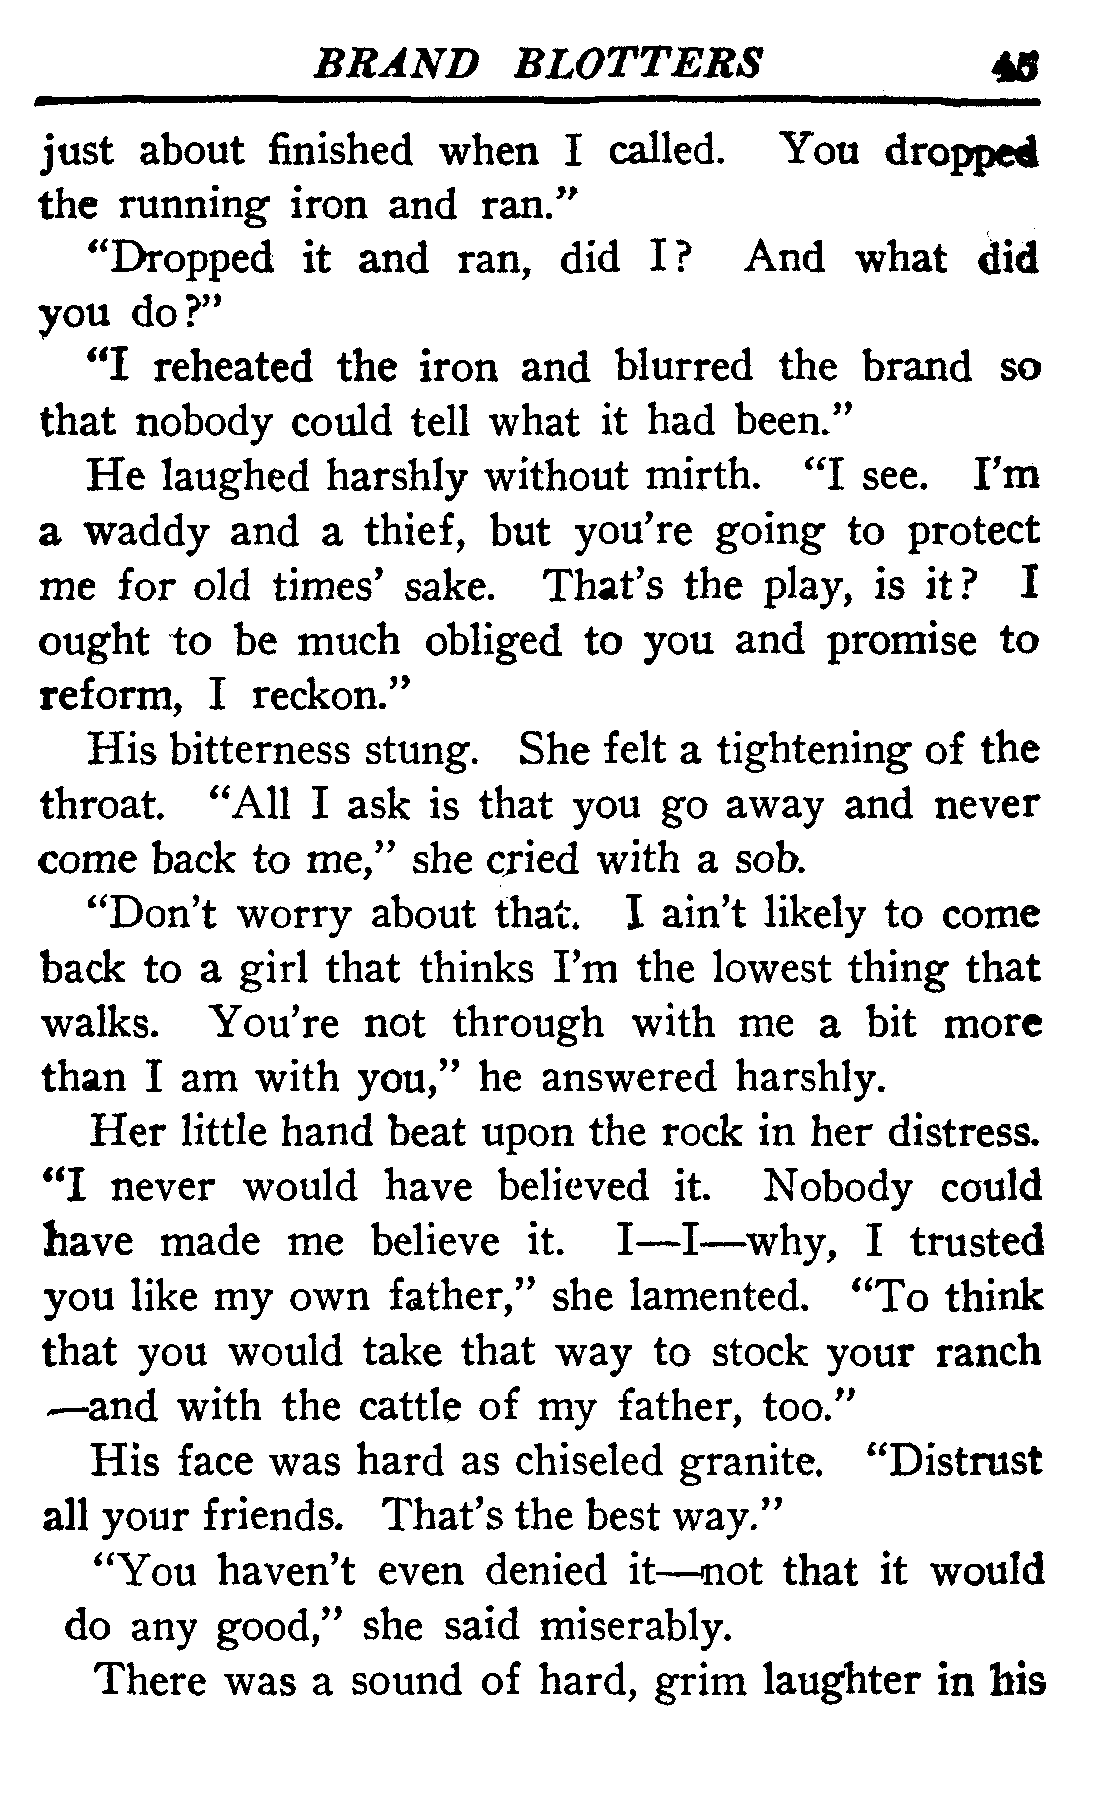 BRAND BLOTTERS 45
just about finished when I called. You dropped
the running iron and ran."
"Dropped it and ran, did I? And what did
you do?"
"I reheated the iron and blurred the brand so
that nobody could tell what it had been."
He laughed harshly without mirth. "I see. I'm
a waddy and a thief, but you're going to protect
me for old times' sake. That's the play, is it? I
ought to be much obliged to you and promise to
reform, I reckon."
His bitterness stung. She felt a tightening of the
throat. "All I ask is that you go away and never
come back to me," she cried with a sob.
"Don't worry about that. I ain't likely to come
back to a girl that thinks I'm the lowest thing that
walks. You're not through with me a bit more
than I am with you," he answered harshly.
Her little hand beat upon the rock in her distress.
"I never would have believed it. Nobody could
have made me believe it. I—I—why, I trusted
you like my own father," she lamented. "To think
that you would take that way to stock your ranch
—and with the cattle of my father, too."
His face was hard as chiseled granite. "Distrust
all your friends. That's the best way."
"You haven't even denied it—not that it would
do any good," she said miserably.
There was a sound of hard, grim laughter in his